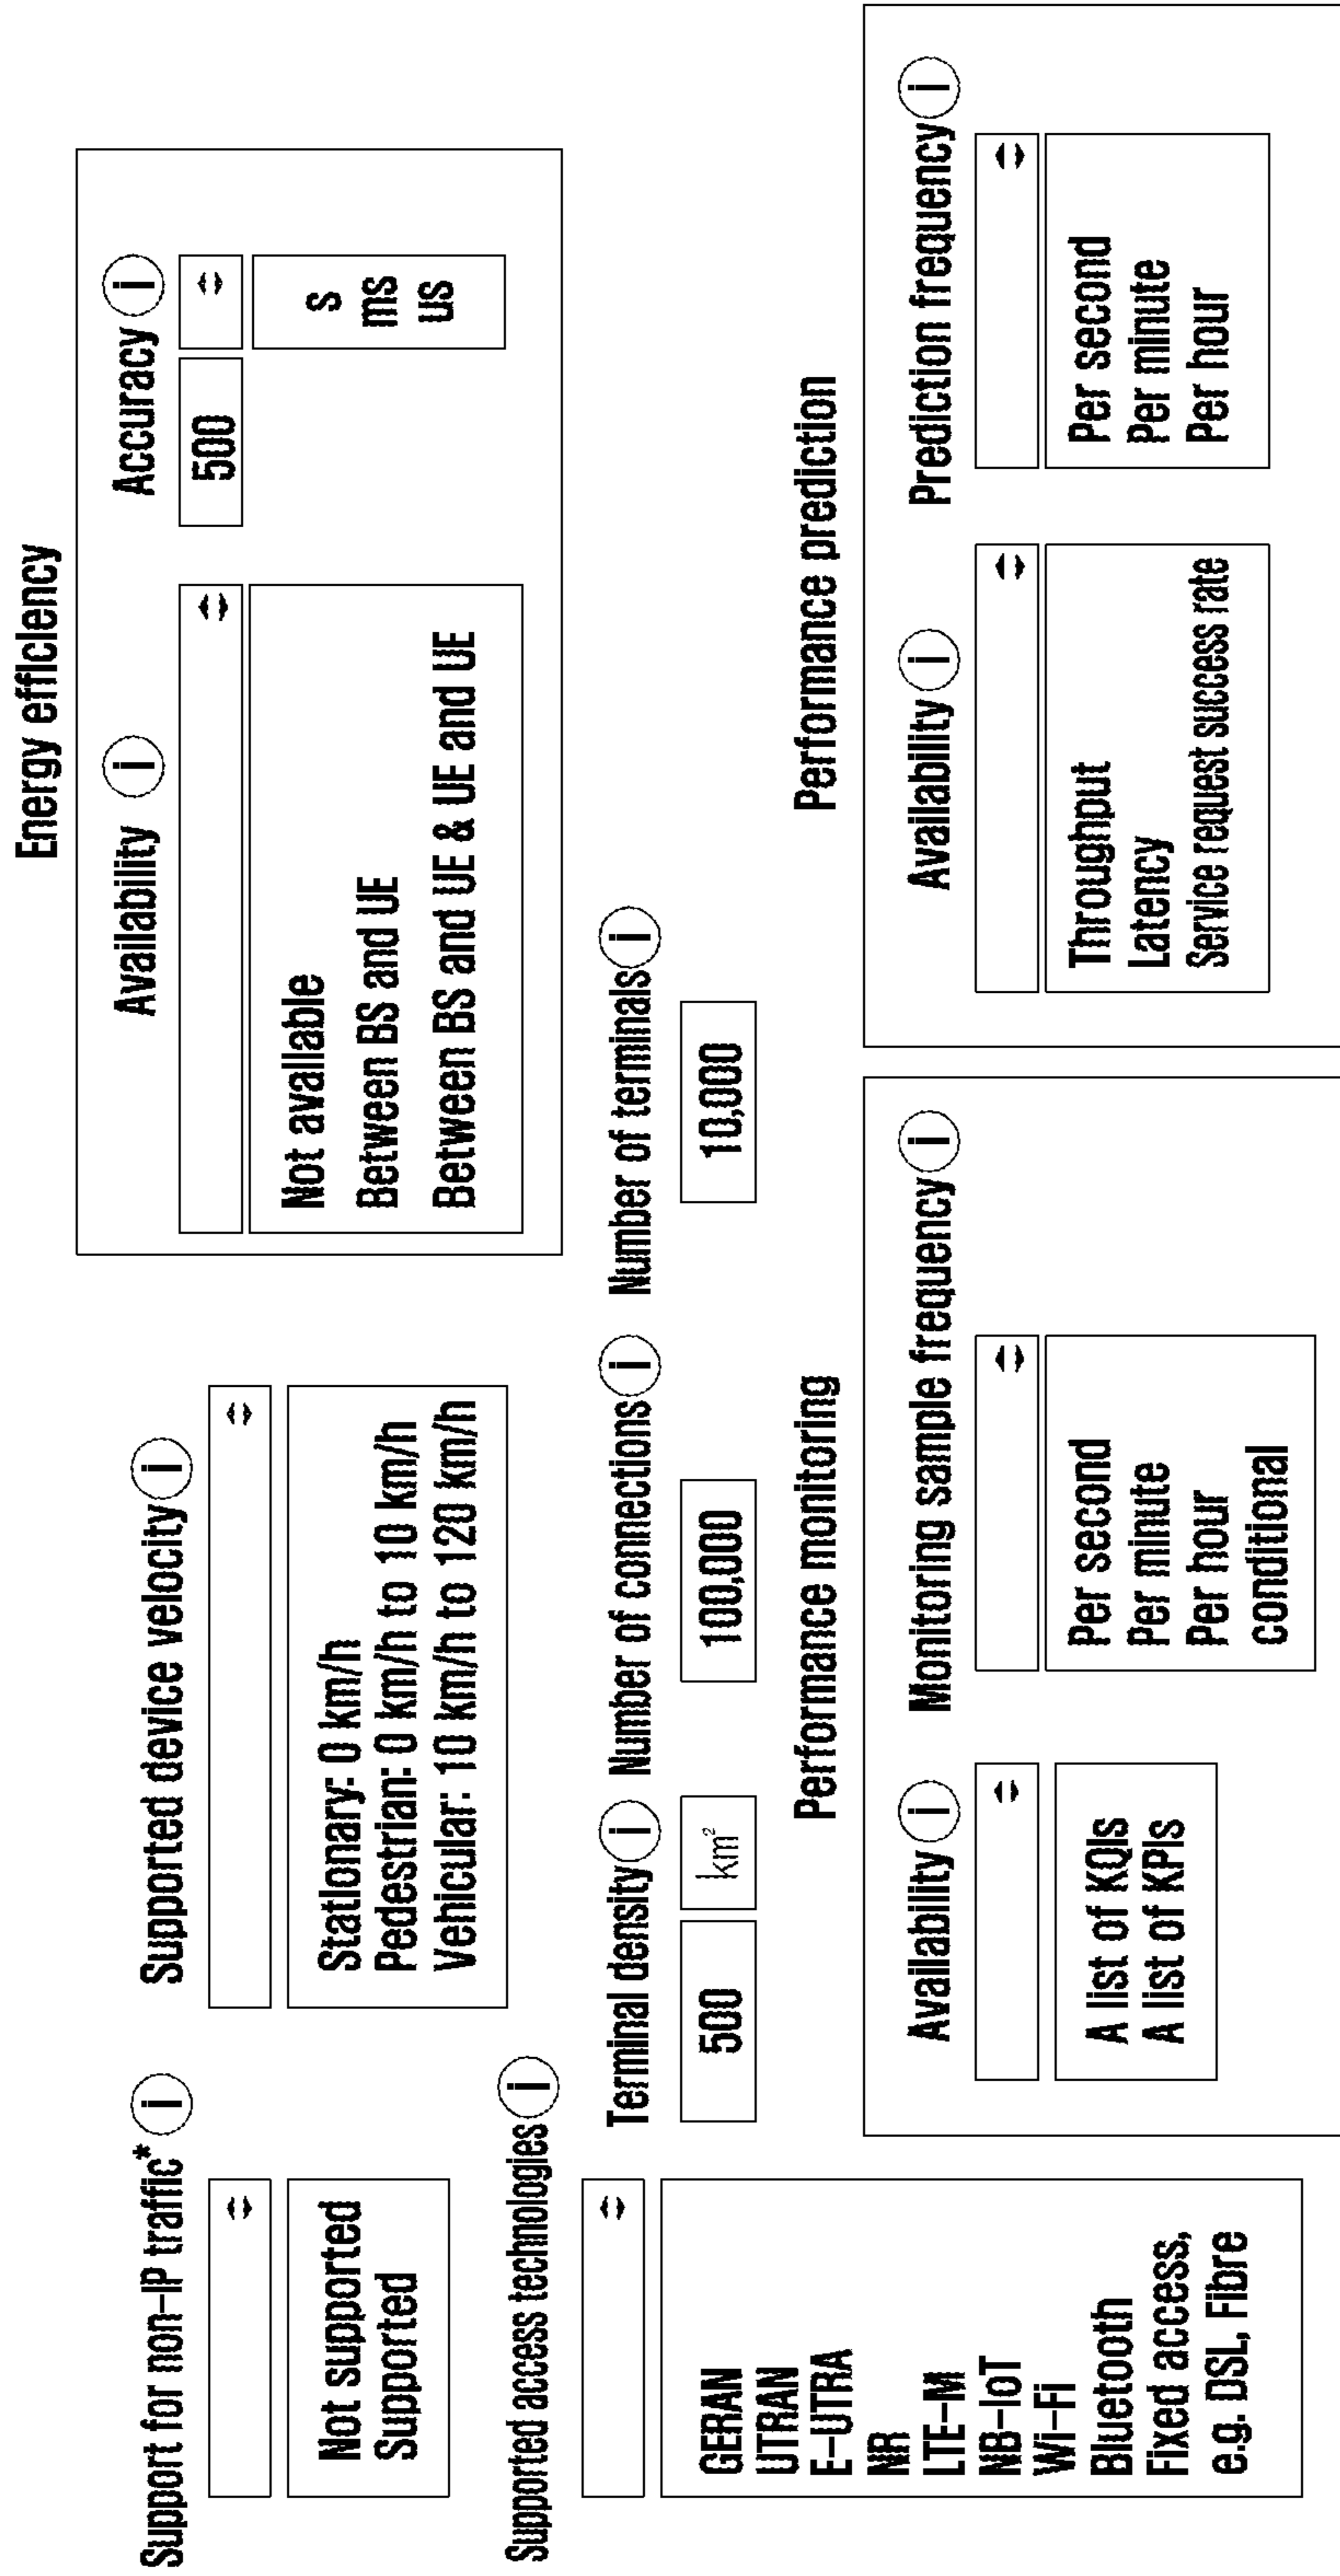 Energy efficiency
Support for non-IP traffic* i
Not supported
Supported
Supported device velocity i
Stationary: 0 km/h
Pedestrian: 0 km/h to 10 km/h
Vehicular: 10 km/h to 120 km/h
Availability i
Not available
Between BS and UE
Between BS and UE & UE and UE
Accuracy i
500
s
ms
us
Supported access technologies i
GERAN
UTRAN
E-UTRA
NR
LTE-M
NB-IoT
Wi-Fi
Bluetooth
Fixed access,
e.g. DSL, Fibre
Terminal density i
500 km²
Number of connections i
100,000
Number of terminals i
10,000
Performance monitoring
Availability i
A list of KQIs
A list of KPIs
Monitoring sample frequency i
Per second
Per minute
Per hour
conditional
Performance prediction
Availability i
Throughput
Latency
Service request success rate
Prediction frequency i
Per second
Per minute
Per hour